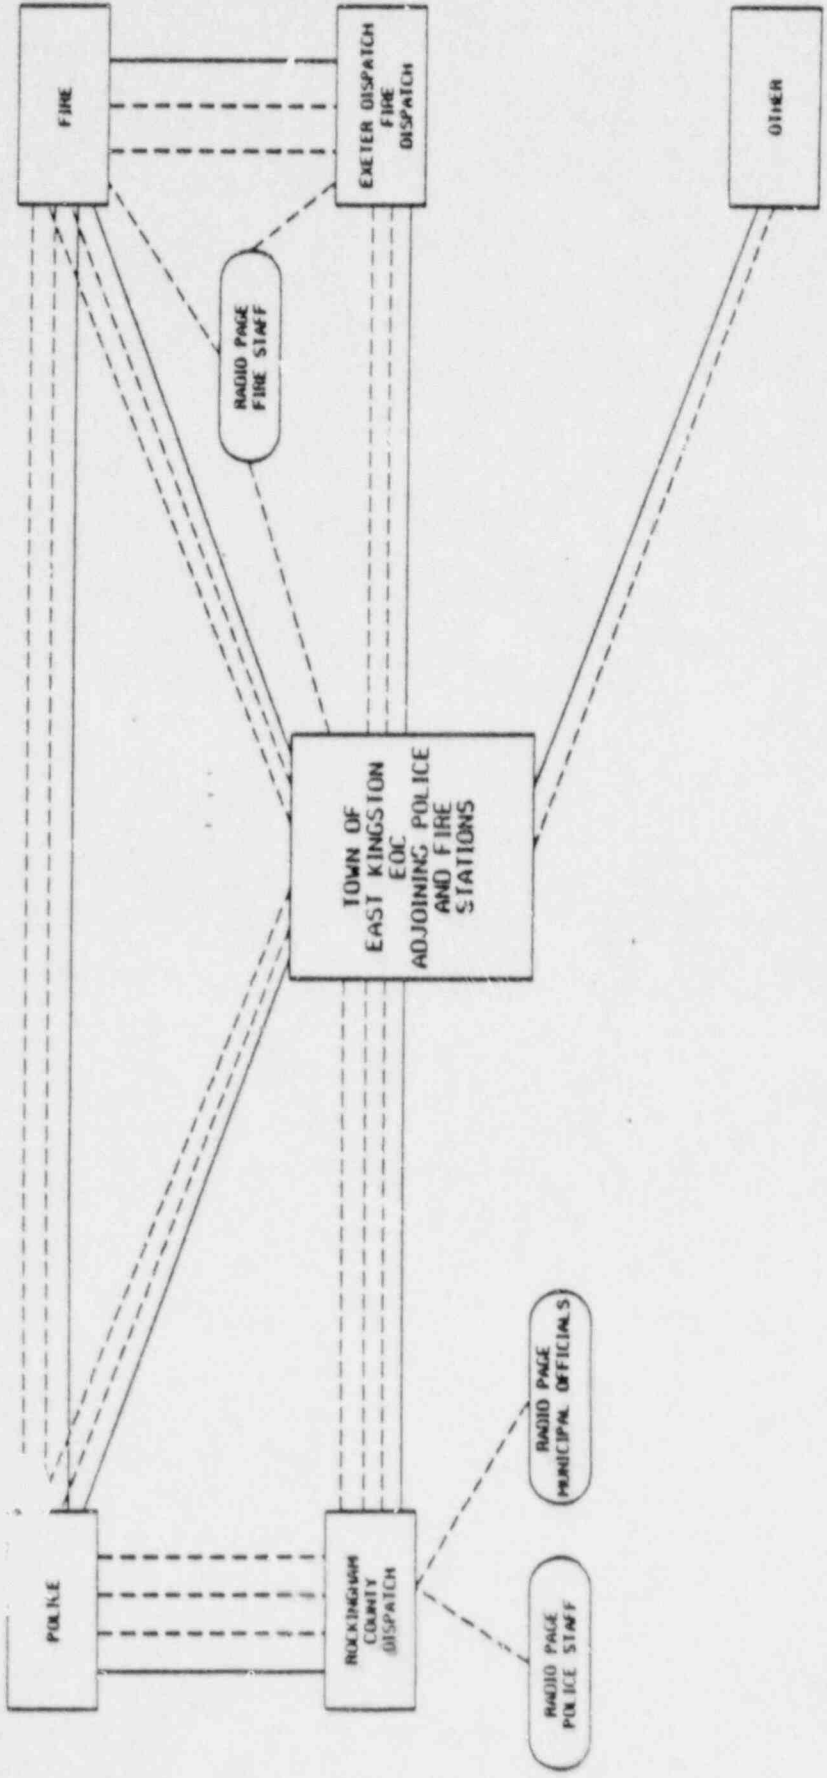 POLICE
FIRE
RADIO PAGE
FIRE STAFF
ROCKINGHAM
COUNTY
DISPATCH
TOWN OF
EAST KINGSTON
EOC
ADJOINING POLICE
AND FIRE
STATIONS
EXETER DISPATCH
FIRE
DISPATCH
RADIO PAGE
POLICE STAFF
RADIO PAGE
MUNICIPAL OFFICIALS
OTHER